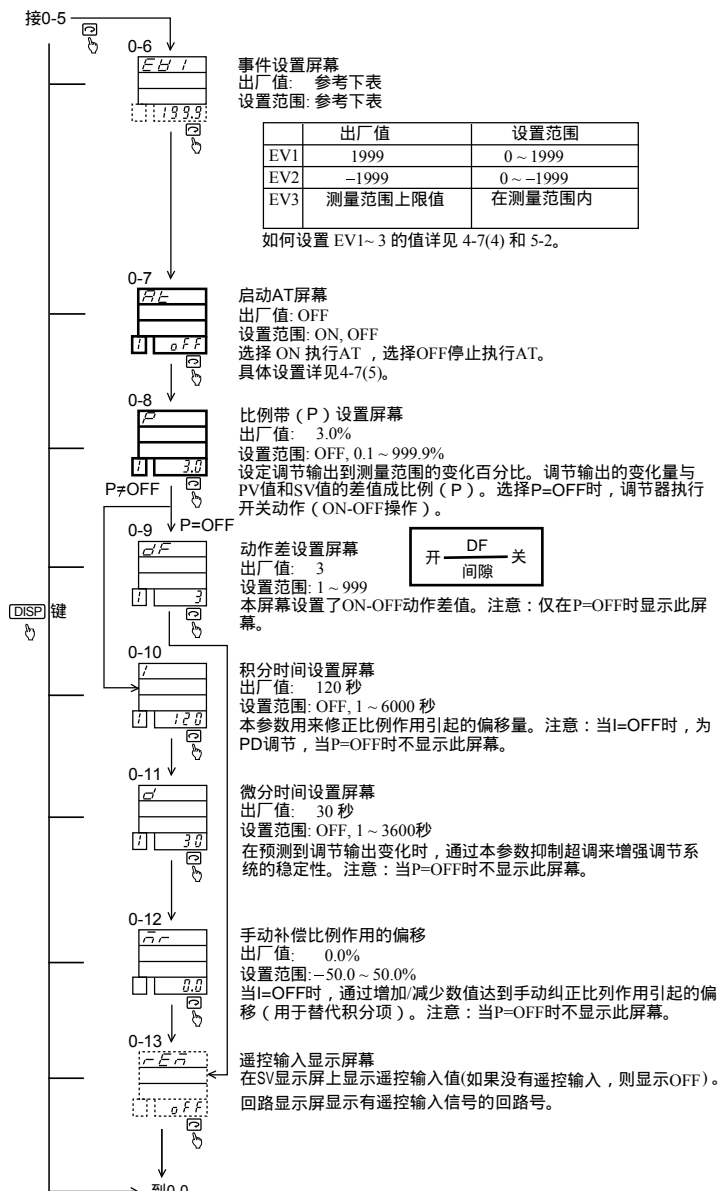 接0-5
0-6
EV1
199.9
事件设置屏幕
出厂值: 参考下表
设置范围: 参考下表
出厂值 设置范围
EV1 1999 0 ~ 1999
EV2 −1999 0 ~ −1999
EV3 测量范围上限值 在测量范围内
如何设置 EV1~ 3 的值详见 4-7(4) 和 5-2。
0-7
At
1 oFF
启动AT屏幕
出厂值: OFF
设置范围: ON, OFF
选择 ON 执行AT ，选择OFF停止执行AT。
具体设置详见4-7(5)。
0-8
P
1 3.0
比例带（P）设置屏幕
出厂值: 3.0%
设置范围: OFF, 0.1 ~ 999.9%
设定调节输出到测量范围的变化百分比。调节输出的变化量与
PV值和SV值的差值成比例（P）。选择P=OFF时，调节器执行
开关动作（ON-OFF操作）。
P≠OFF
P=OFF
0-9
dF
1 3
动作差设置屏幕
出厂值: 3
设置范围: 1 ~ 999
本屏幕设置了ON-OFF动作差值。注意：仅在P=OFF时显示此屏
幕。
开 DF 关
间隙
DISP 键
0-10
I
1 120
积分时间设置屏幕
出厂值: 120 秒
设置范围: OFF, 1 ~ 6000 秒
本参数用来修正比例作用引起的偏移量。注意：当I=OFF时，为
PD调节，当P=OFF时不显示此屏幕。
0-11
d
1 30
微分时间设置屏幕
出厂值: 30 秒
设置范围: OFF, 1 ~ 3600秒
在预测到调节输出变化时，通过本参数抑制超调来增强调节系
统的稳定性。注意：当P=OFF时不显示此屏幕。
0-12
0.0
手动补偿比例作用的偏移
出厂值: 0.0%
设置范围:−50.0 ~ 50.0%
当I=OFF时，通过增加/减少数值达到手动纠正比列作用引起的偏
移（用于替代积分项）。注意：当P=OFF时不显示此屏幕。
0-13
oFF
遥控输入显示屏幕
在SV显示屏上显示遥控输入值(如果没有遥控输入，则显示OFF)。
回路显示屏显示有遥控输入信号的回路号。
到0-0